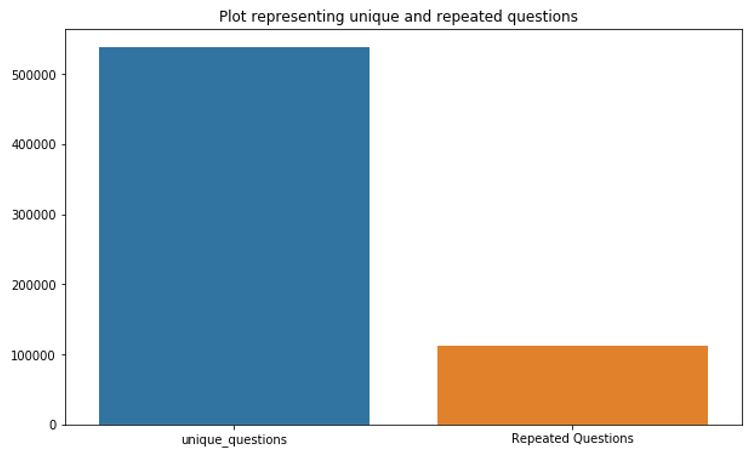 Plot representing unique and repeated questions
500000
400000
300000
200000
100000
0
unique_questions
Repeated Questions